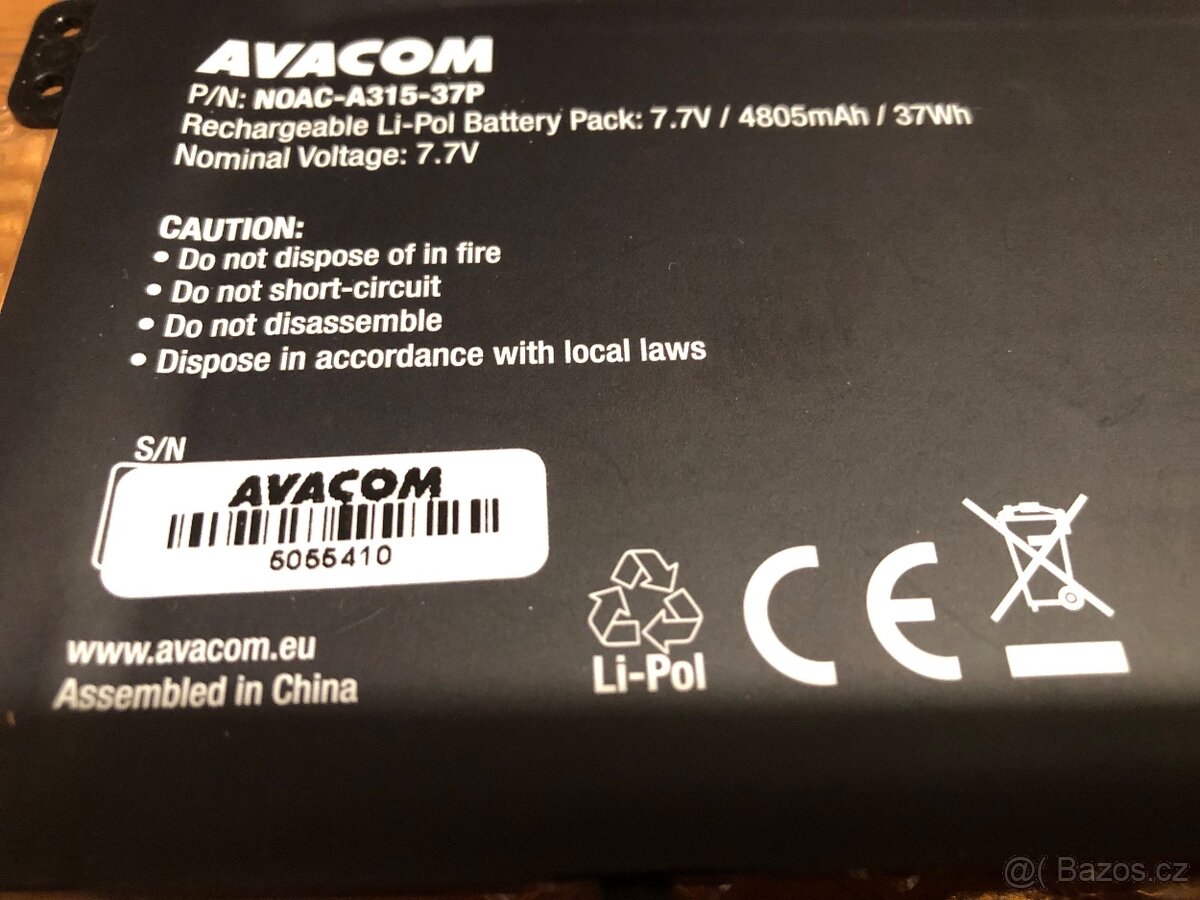 AVACOM
P/N: NOAC-A315-37P
Rechargeable Li-Pol Battery Pack: 7.7V / 4805mAh / 37Wh
Nominal Voltage: 7.7V
CAUTION:
• Do not dispose of in fire
• Do not short-circuit
• Do not disassemble
• Dispose in accordance with local laws
S/N
AVACOM
5055410
www.avacom.eu
Assembled in China
Li-Pol
CE
@( Bazos.cz